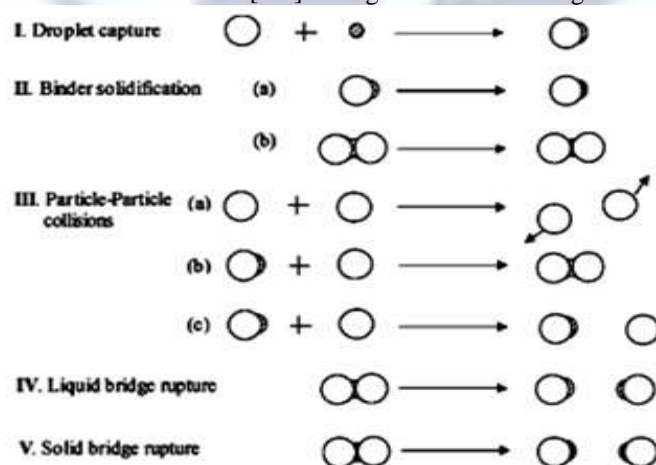 I. Droplet capture
II. Binder solidification (a)
(b)
III. Particle-Particle (a)
collisions
(b)
(c)
IV. Liquid bridge rupture
V. Solid bridge rupture